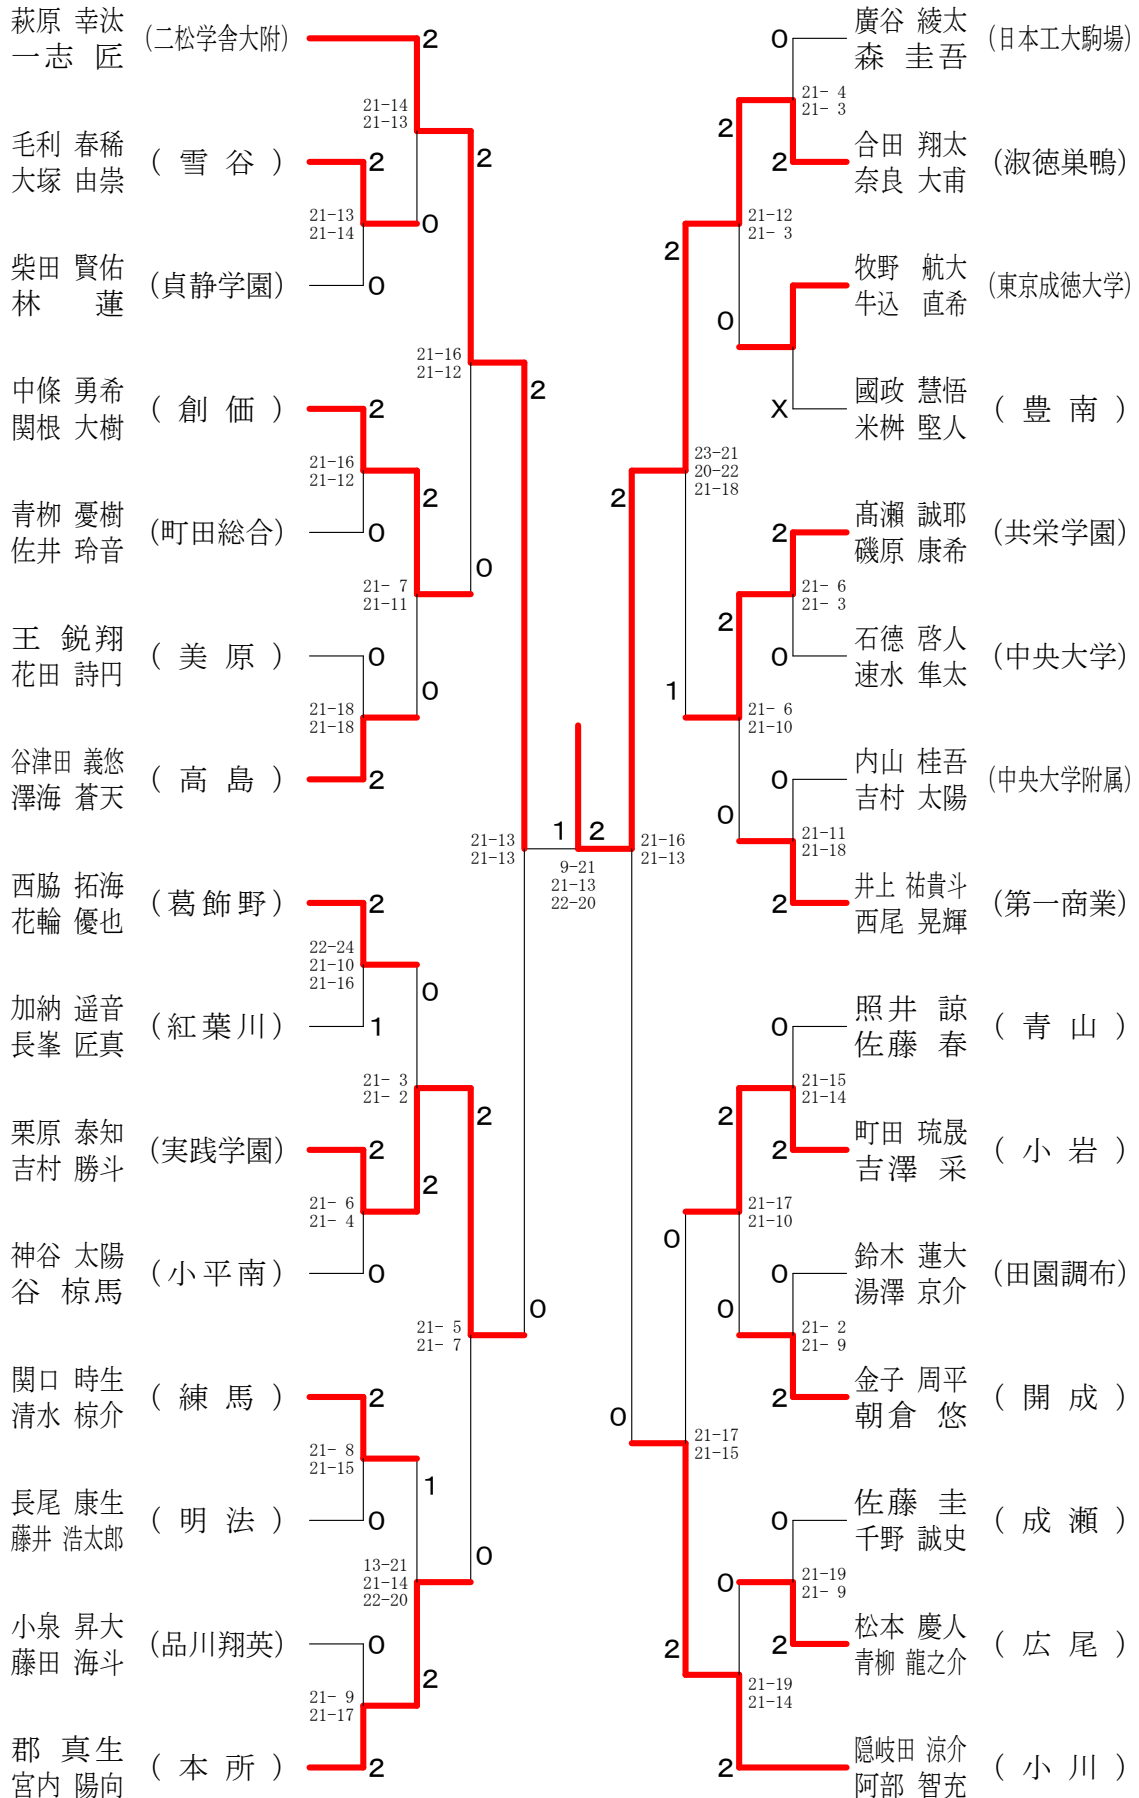 萩原 幸汰
一志 匠
(二松学舎大附)
2
21-14
21-13
毛利 春稀
大塚 由崇
( 雪 谷 )
2
2
21-13
21-14
0
柴田 賢佑
林 蓮
(貞静学園)
0
21-16
21-12
中條 勇希
関根 大樹
( 創 価 )
2
2
21-16
21-12
2
青栁 憂樹
佐井 玲音
(町田総合)
0
0
21- 7
21-11
王 鋭翔
花田 詩円
( 美 原 )
0
0
21-18
21-18
谷津田 義悠
澤海 蒼天
( 高 島 )
2
21-13
21-13
1
2
9-21
21-13
22-20
西脇 拓海
花輪 優也
(葛飾野)
2
22-24
21-10
21-16
0
加納 遥音
長峯 匠真
(紅葉川)
1
21- 3
21- 2
2
栗原 泰知
吉村 勝斗
(実践学園)
2
2
21- 6
21- 4
神谷 太陽
谷 椋馬
(小平南)
0
0
21- 5
21- 7
関口 時生
清水 椋介
( 練 馬 )
2
21- 8
21-15
1
長尾 康生
藤井 浩太郎
( 明 法 )
0
0
13-21
21-14
22-20
小泉 昇大
藤田 海斗
(品川翔英)
0
2
21- 9
21-17
郡 真生
宮内 陽向
( 本 所 )
2
0
廣谷 綾太
森 圭吾
(日本工大駒場)
21- 4
21- 3
2
2
合田 翔太
奈良 大甫
(淑徳巣鴨)
21-12
21- 3
2
牧野 航大
牛込 直希
(東京成徳大学)
0
X
國政 慧悟
米桝 堅人
( 豊 南 )
23-21
20-22
21-18
2
2
髙瀬 誠耶
磯原 康希
(共栄学園)
21- 6
21- 3
2
0
石德 啓人
速水 隼太
(中央大学)
1
21- 6
21-10
0
内山 桂吾
吉村 太陽
(中央大学附属)
0
21-11
21-18
21-16
21-13
2
井上 祐貴斗
西尾 晃輝
(第一商業)
0
照井 諒
佐藤 春
( 青 山 )
21-15
21-14
2
2
町田 琉晟
吉澤 采
( 小 岩 )
21-17
21-10
0
0
鈴木 蓮大
湯澤 京介
(田園調布)
0
21- 2
21- 9
2
金子 周平
朝倉 悠
( 開 成 )
0
21-17
21-15
0
佐藤 圭
千野 誠史
( 成 瀬 )
0
21-19
21- 9
2
2
松本 慶人
青柳 龍之介
( 広 尾 )
21-19
21-14
2
隠岐田 涼介
阿部 智充
( 小 川 )